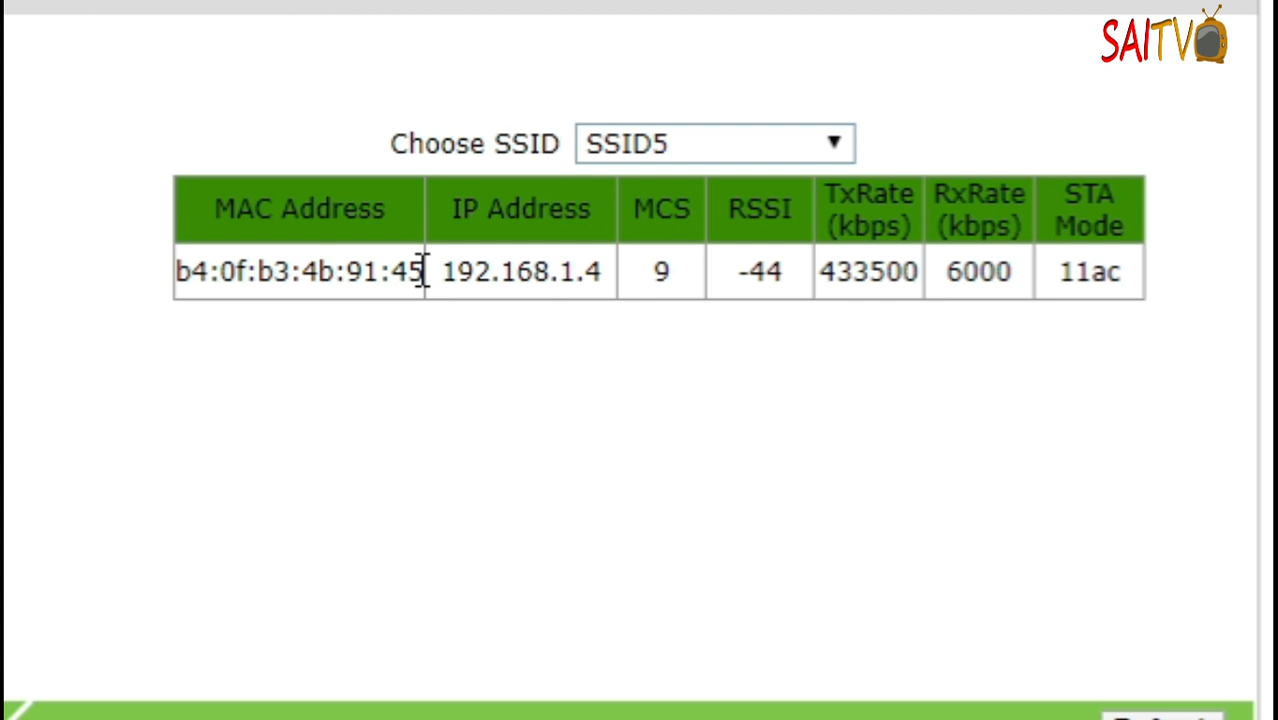 SAITV
Choose SSID SSID5
MAC Address IP Address MCS RSSI TxRate (kbps) RxRate (kbps) STA Mode
b4:0f:b3:4b:91:45 192.168.1.4 9 -44 433500 6000 11ac